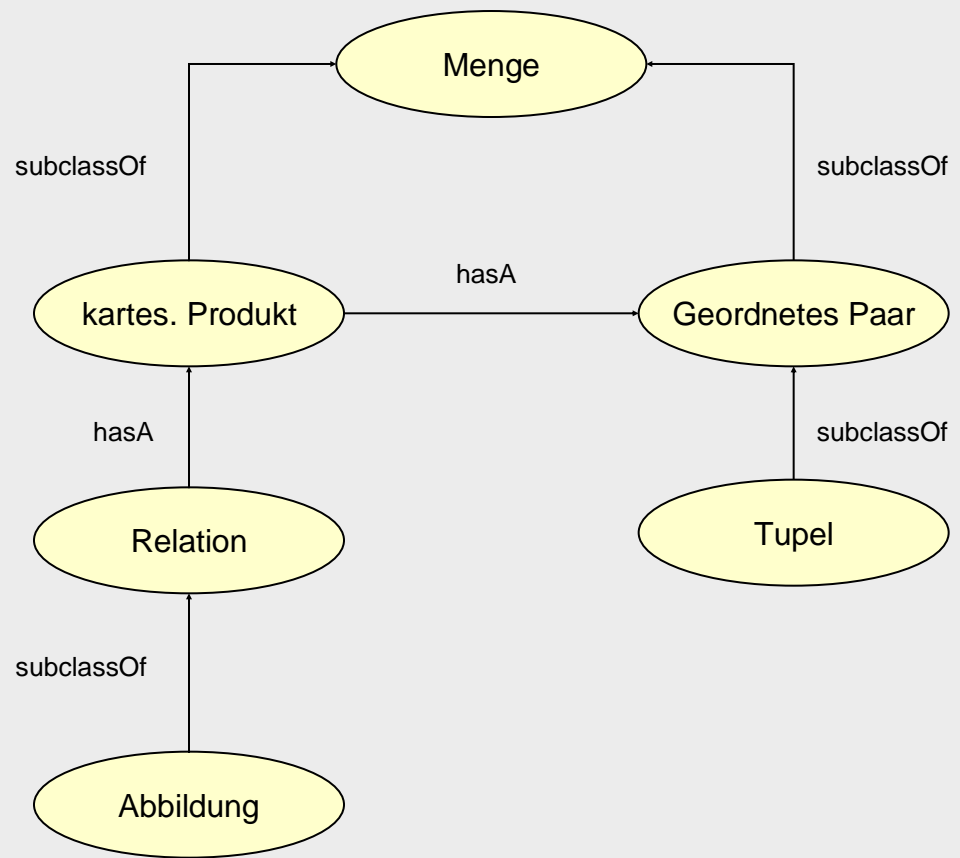 Menge
subclassOf
subclassOf
hasA
kartes. Produkt
Geordnetes Paar
hasA
subclassOf
Relation
Tupel
subclassOf
Abbildung